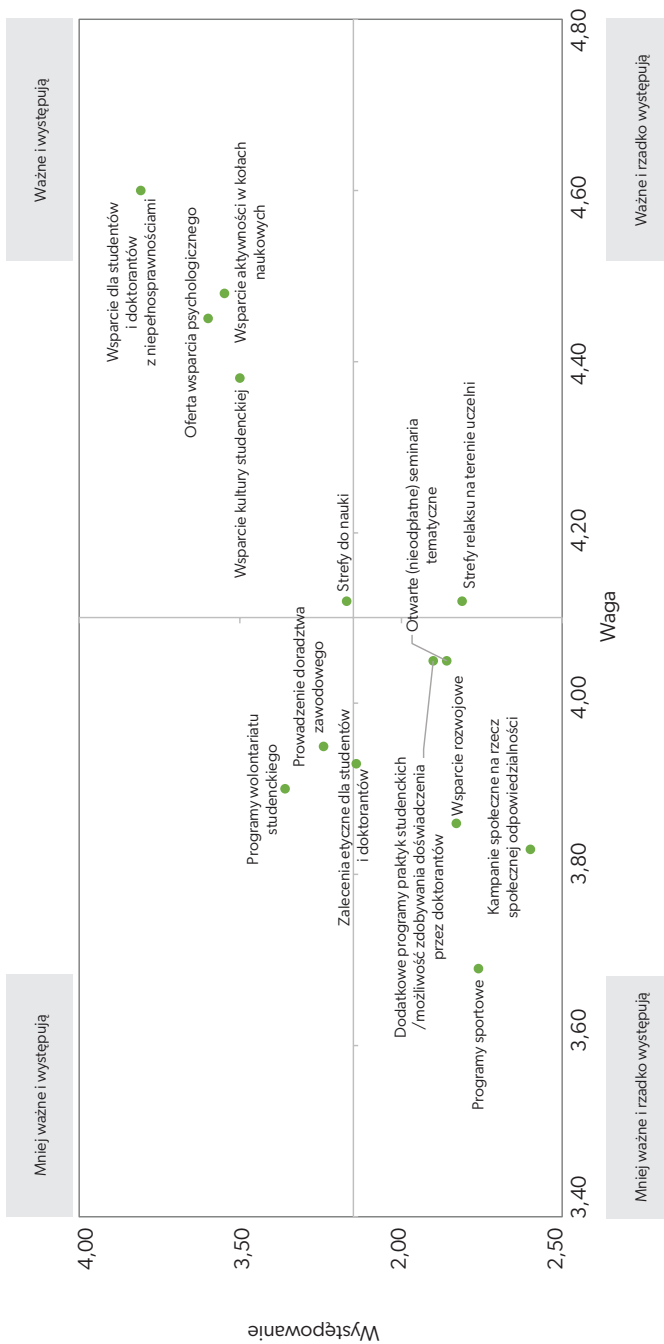 Mniej ważne i występują
Ważne i występują
Występowanie
4,00
3,50
2,00
2,50
Wsparcie dla studentów
i doktorantów
z niepełnosprawnościami
Oferta wsparcia psychologicznego
Wsparcie aktywności w kołach
naukowych
Wsparcie kultury studenckiej
Programy wolontariatu
studenckiego
Prowadzenie doradztwa
zawodowego
Strefy do nauki
Zalecenia etyczne dla studentów
i doktorantów
Dodatkowe programy praktyk studenckich
/możliwość zdobywania doświadczenia
przez doktorantów
Otwarte (nieodpłatne) seminaria
tematyczne
Wsparcie rozwojowe
Strefy relaksu na terenie uczelni
Programy sportowe
Kampanie społeczne na rzecz
społecznej odpowiedzialności
3,40
3,60
3,80
4,00
4,20
4,40
4,60
4,80
Waga
Mniej ważne i rzadko występują
Ważne i rzadko występują